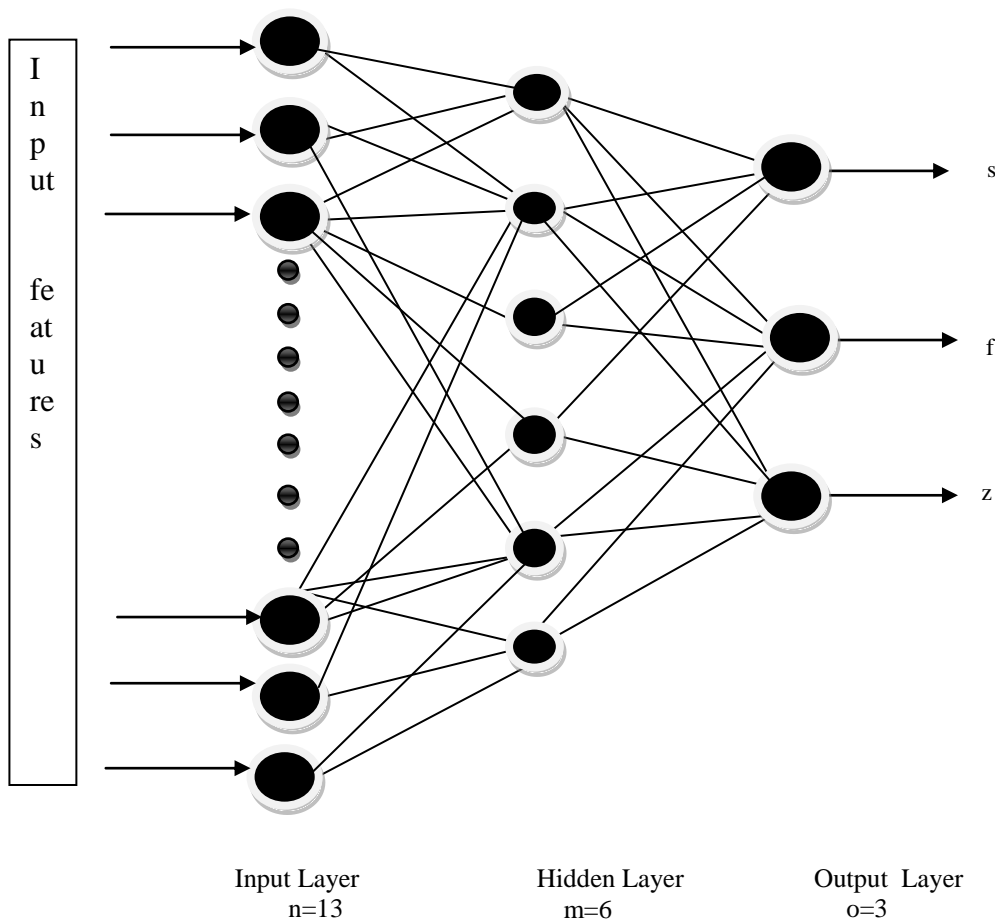 I
n
p
ut
fe
at
u
re
s
s
f
z
Input Layer
n=13
Hidden Layer
m=6
Output Layer
o=3